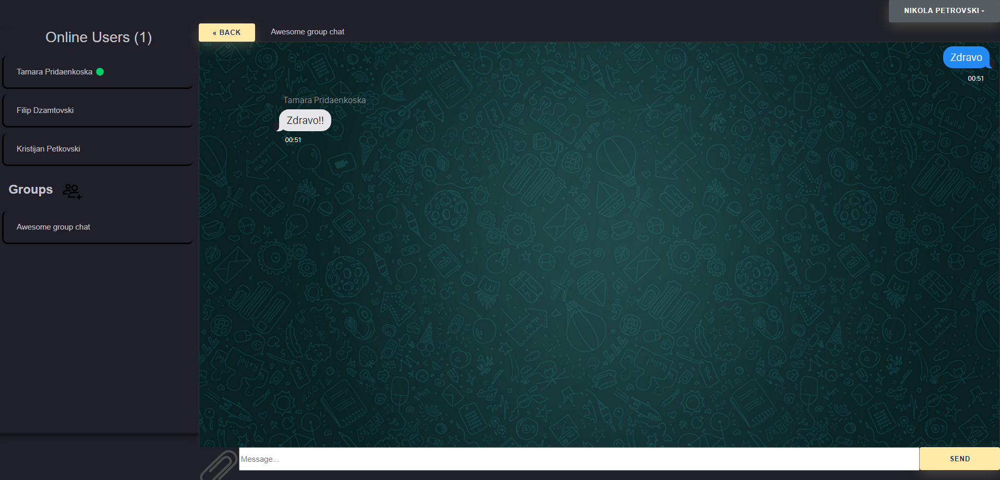 NIKOLA PETROVSKI
Online Users (1)
« BACK
Awesome group chat
Tamara Pridaenkoska
Filip Dzamtovski
Kristijan Petkovski
Groups
Awesome group chat
Zdravo
00:51
Tamara Pridaenkoska
Zdravo!!
00:51
Message...
SEND